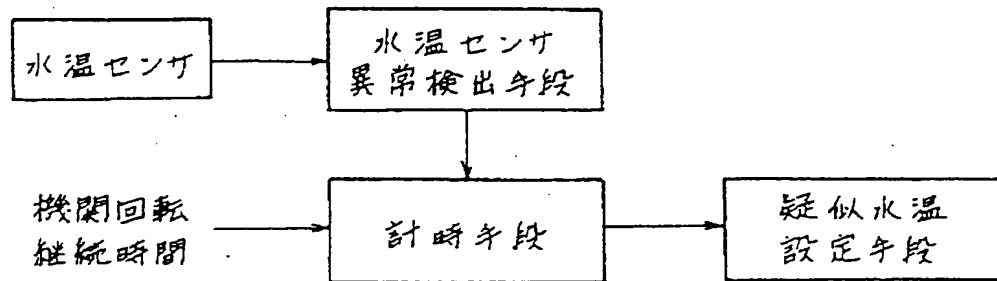 水温センサ
水温センサ
異常検出手段
機関回転
継続時間
計時手段
疑似水温
設定手段